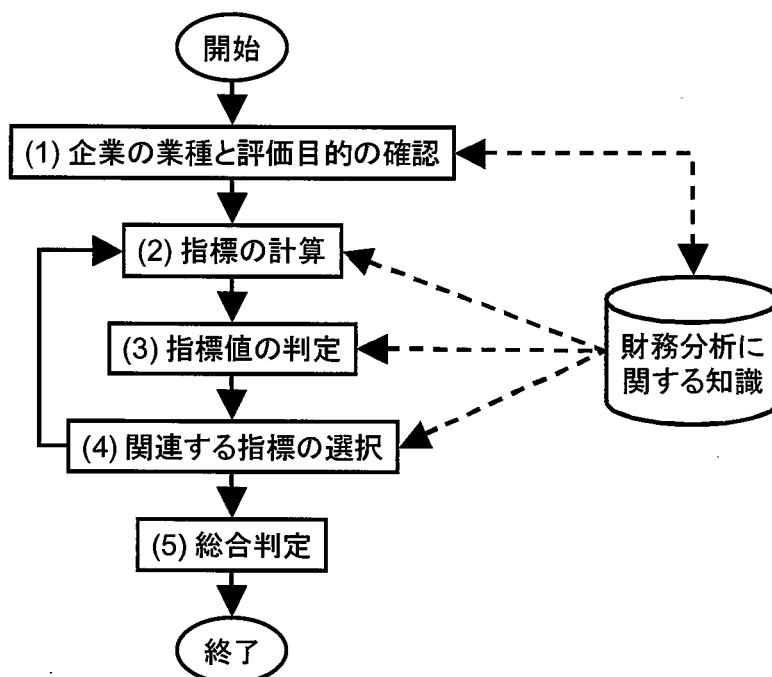 開始
(1) 企業の業種と評価目的の確認
(2) 指標の計算
(3) 指標値の判定
財務分析に
関する知識
(4) 関連する指標の選択
(5) 総合判定
終了